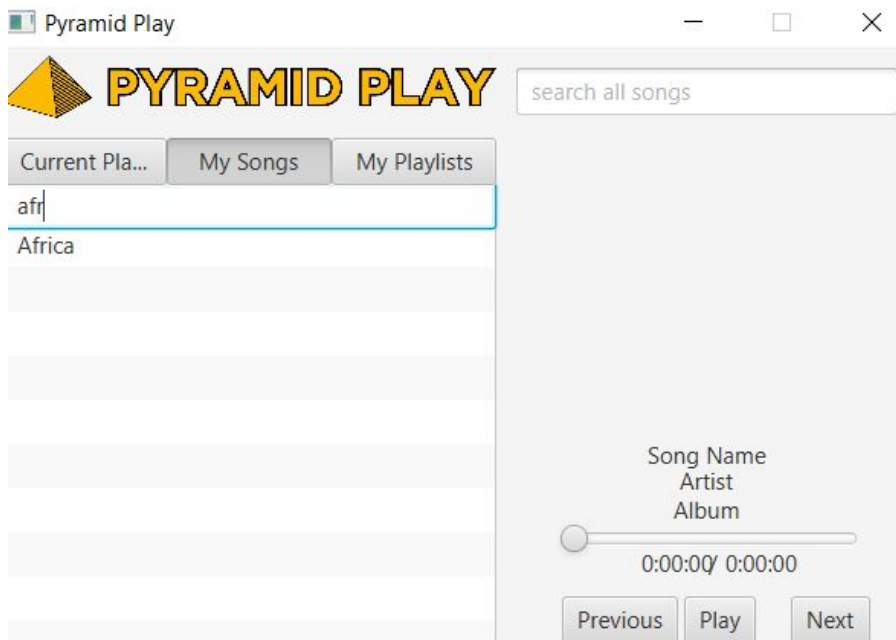 Pyramid Play
PYRAMID PLAY
search all songs
Current Pla...
My Songs
My Playlists
afr
Africa
Song Name
Artist
Album
0:00:00/ 0:00:00
Previous
Play
Next